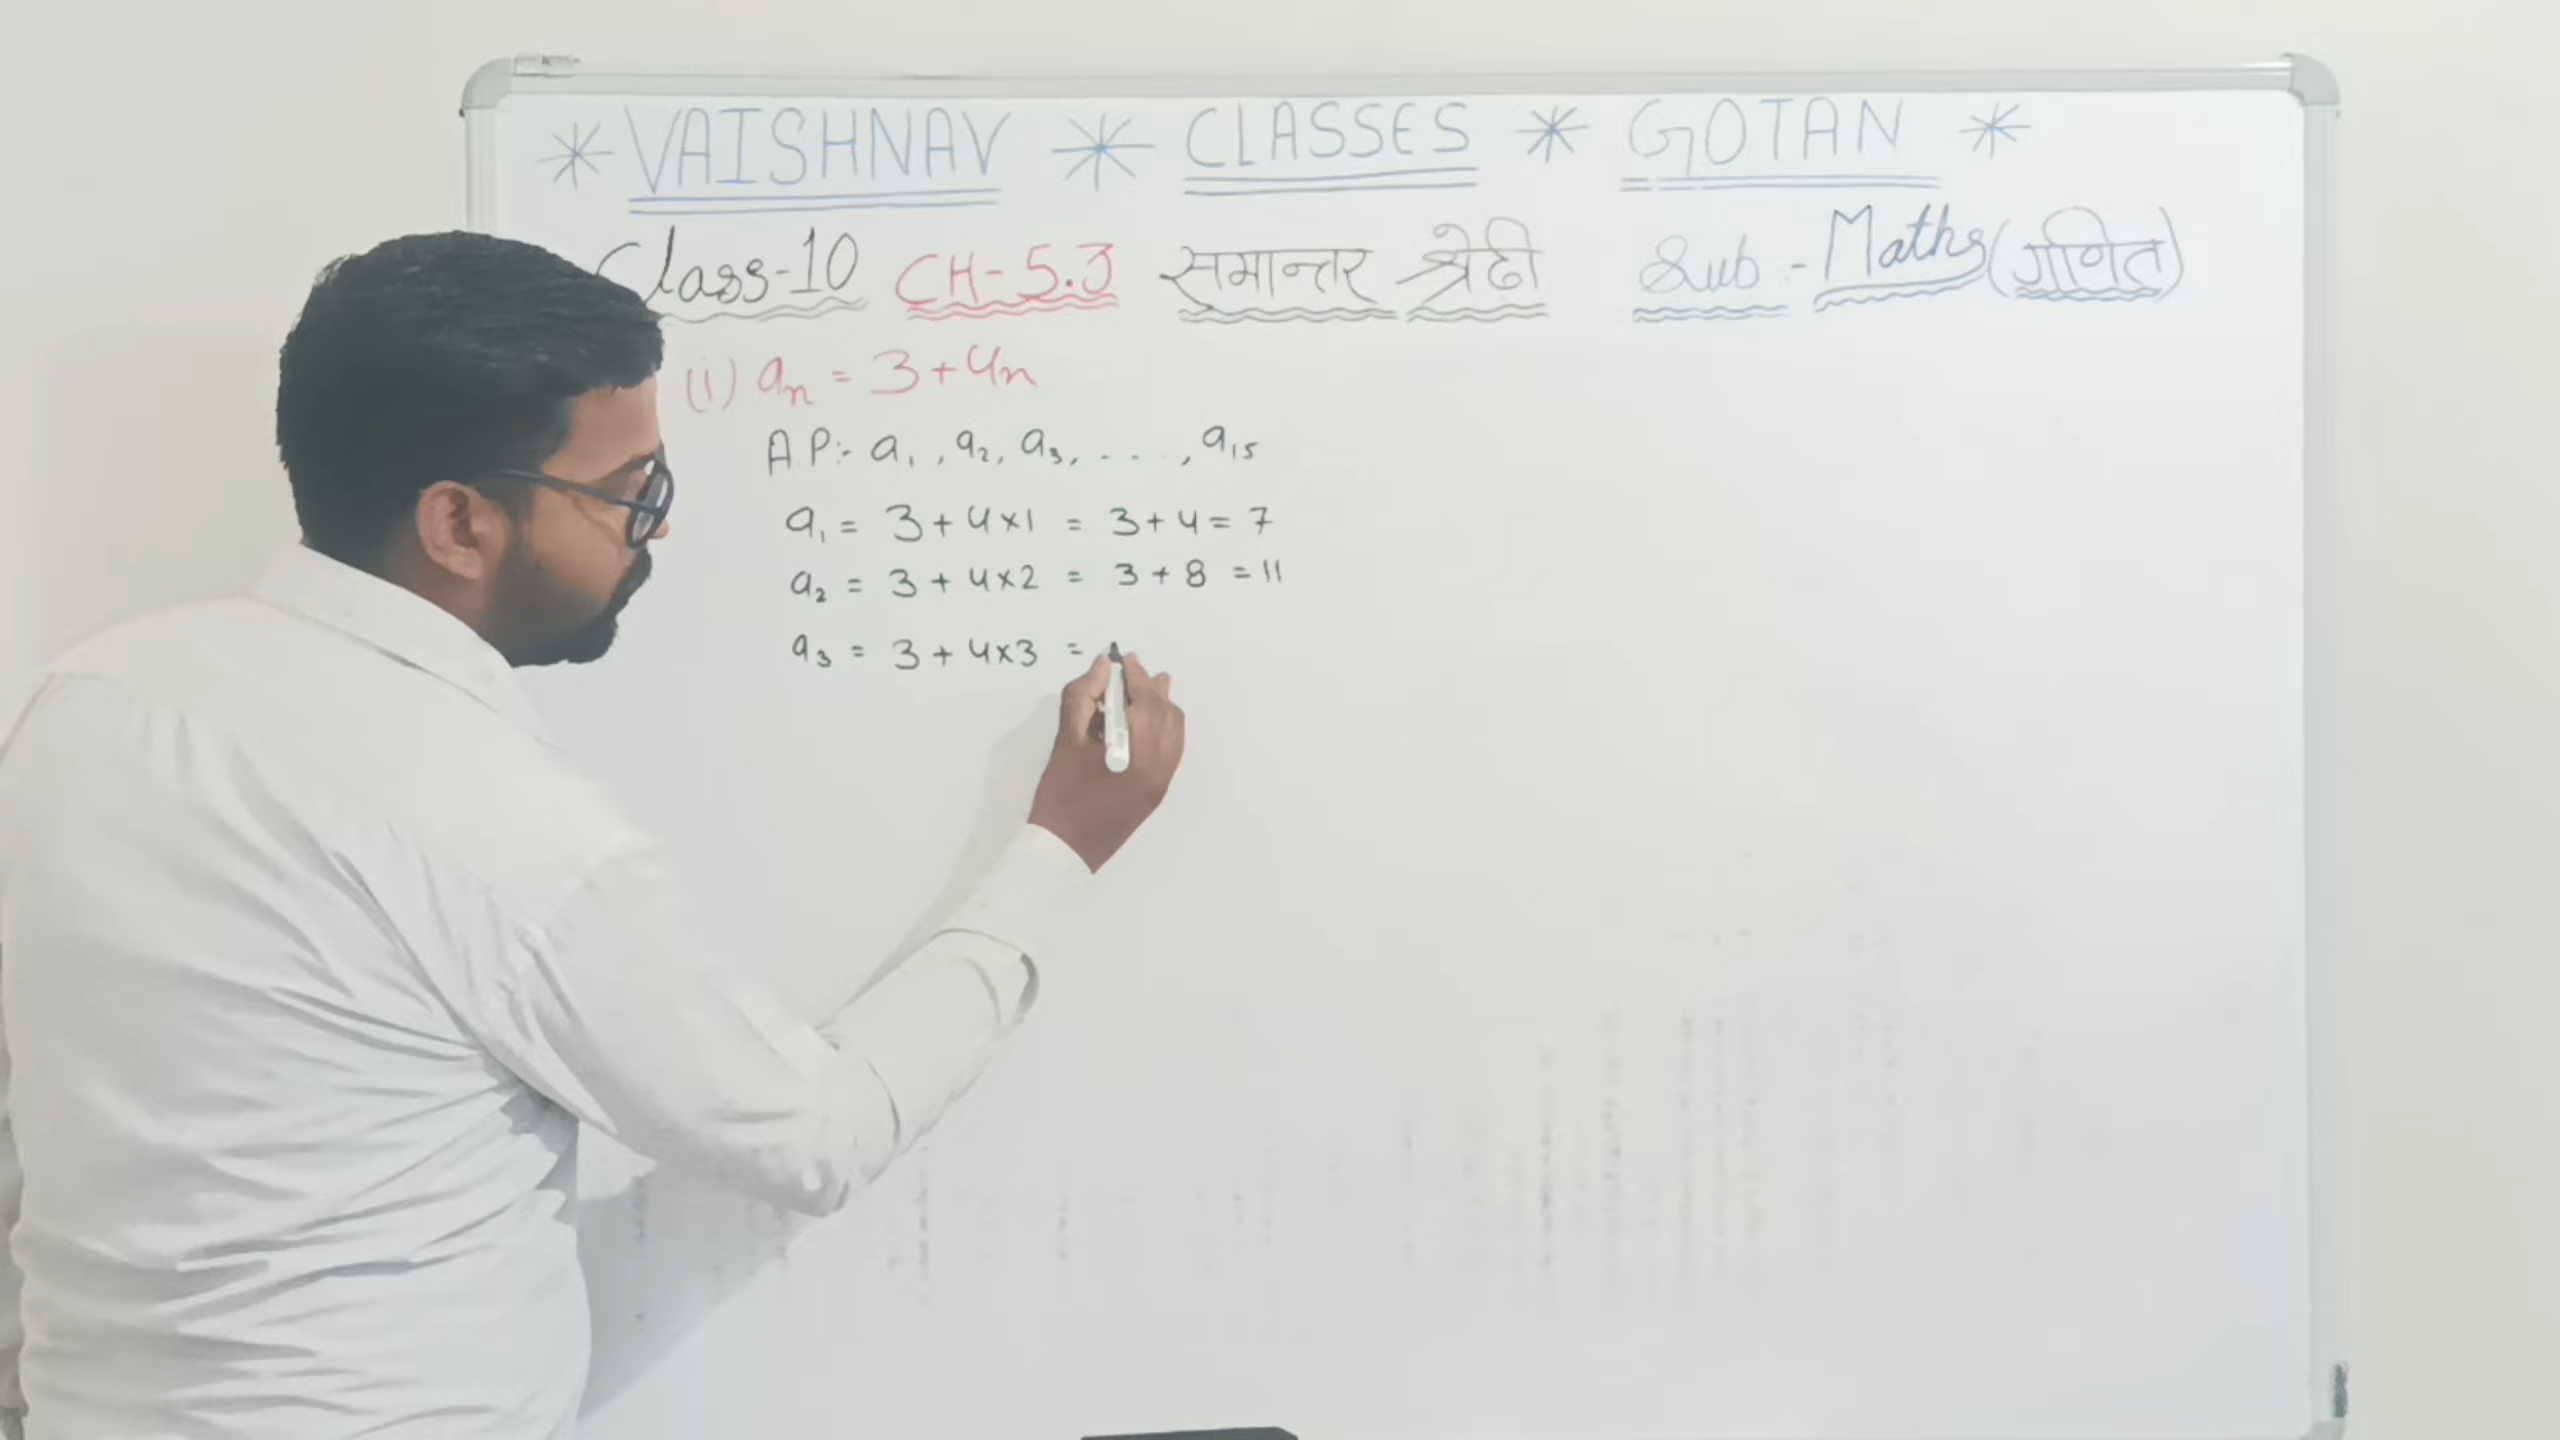 * VAISHNAV * CLASSES * GOTAN *
Class-10 CH-5.3 समान्तर श्रेढी Sub - Maths (गणित)
(i) aₙ = 3 + 4n
A.P:- a₁, a₂, a₃, . . . , a₁₅
a₁ = 3 + 4×1 = 3 + 4 = 7
a₂ = 3 + 4×2 = 3 + 8 = 11
a₃ = 3 + 4×3 =